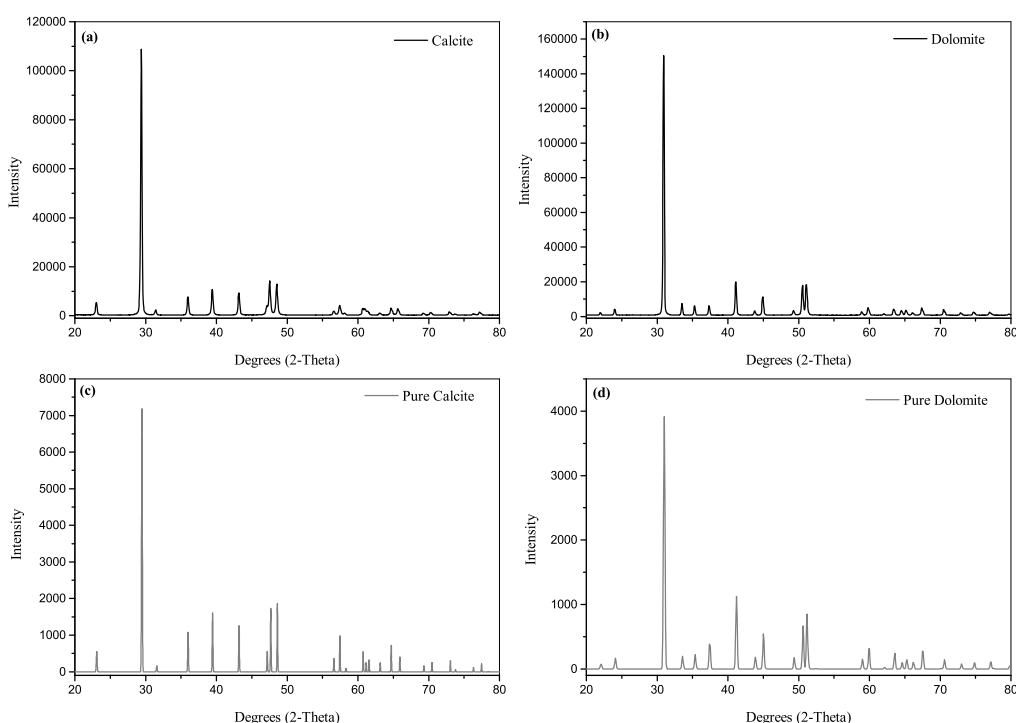 (a)
Calcite
120000
100000
80000
60000
40000
20000
0
Intensity
20 30 40 50 60 70 80
Degrees (2-Theta)
(b)
Dolomite
160000
140000
120000
100000
80000
60000
40000
20000
0
Intensity
20 30 40 50 60 70 80
Degrees (2-Theta)
(c)
Pure Calcite
8000
7000
6000
5000
4000
3000
2000
1000
0
Intensity
20 30 40 50 60 70 80
Degrees (2-Theta)
(d)
Pure Dolomite
4000
3000
2000
1000
0
Intensity
20 30 40 50 60 70 80
Degrees (2-Theta)